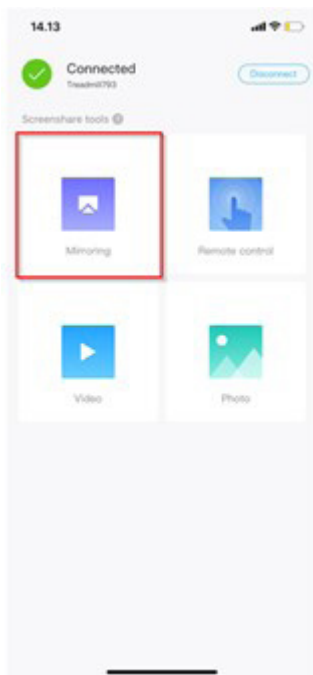 14.13
Connected
Disconnect
Treadmill793
Screenshare tools
Mirroring
Remote control
Video
Photo